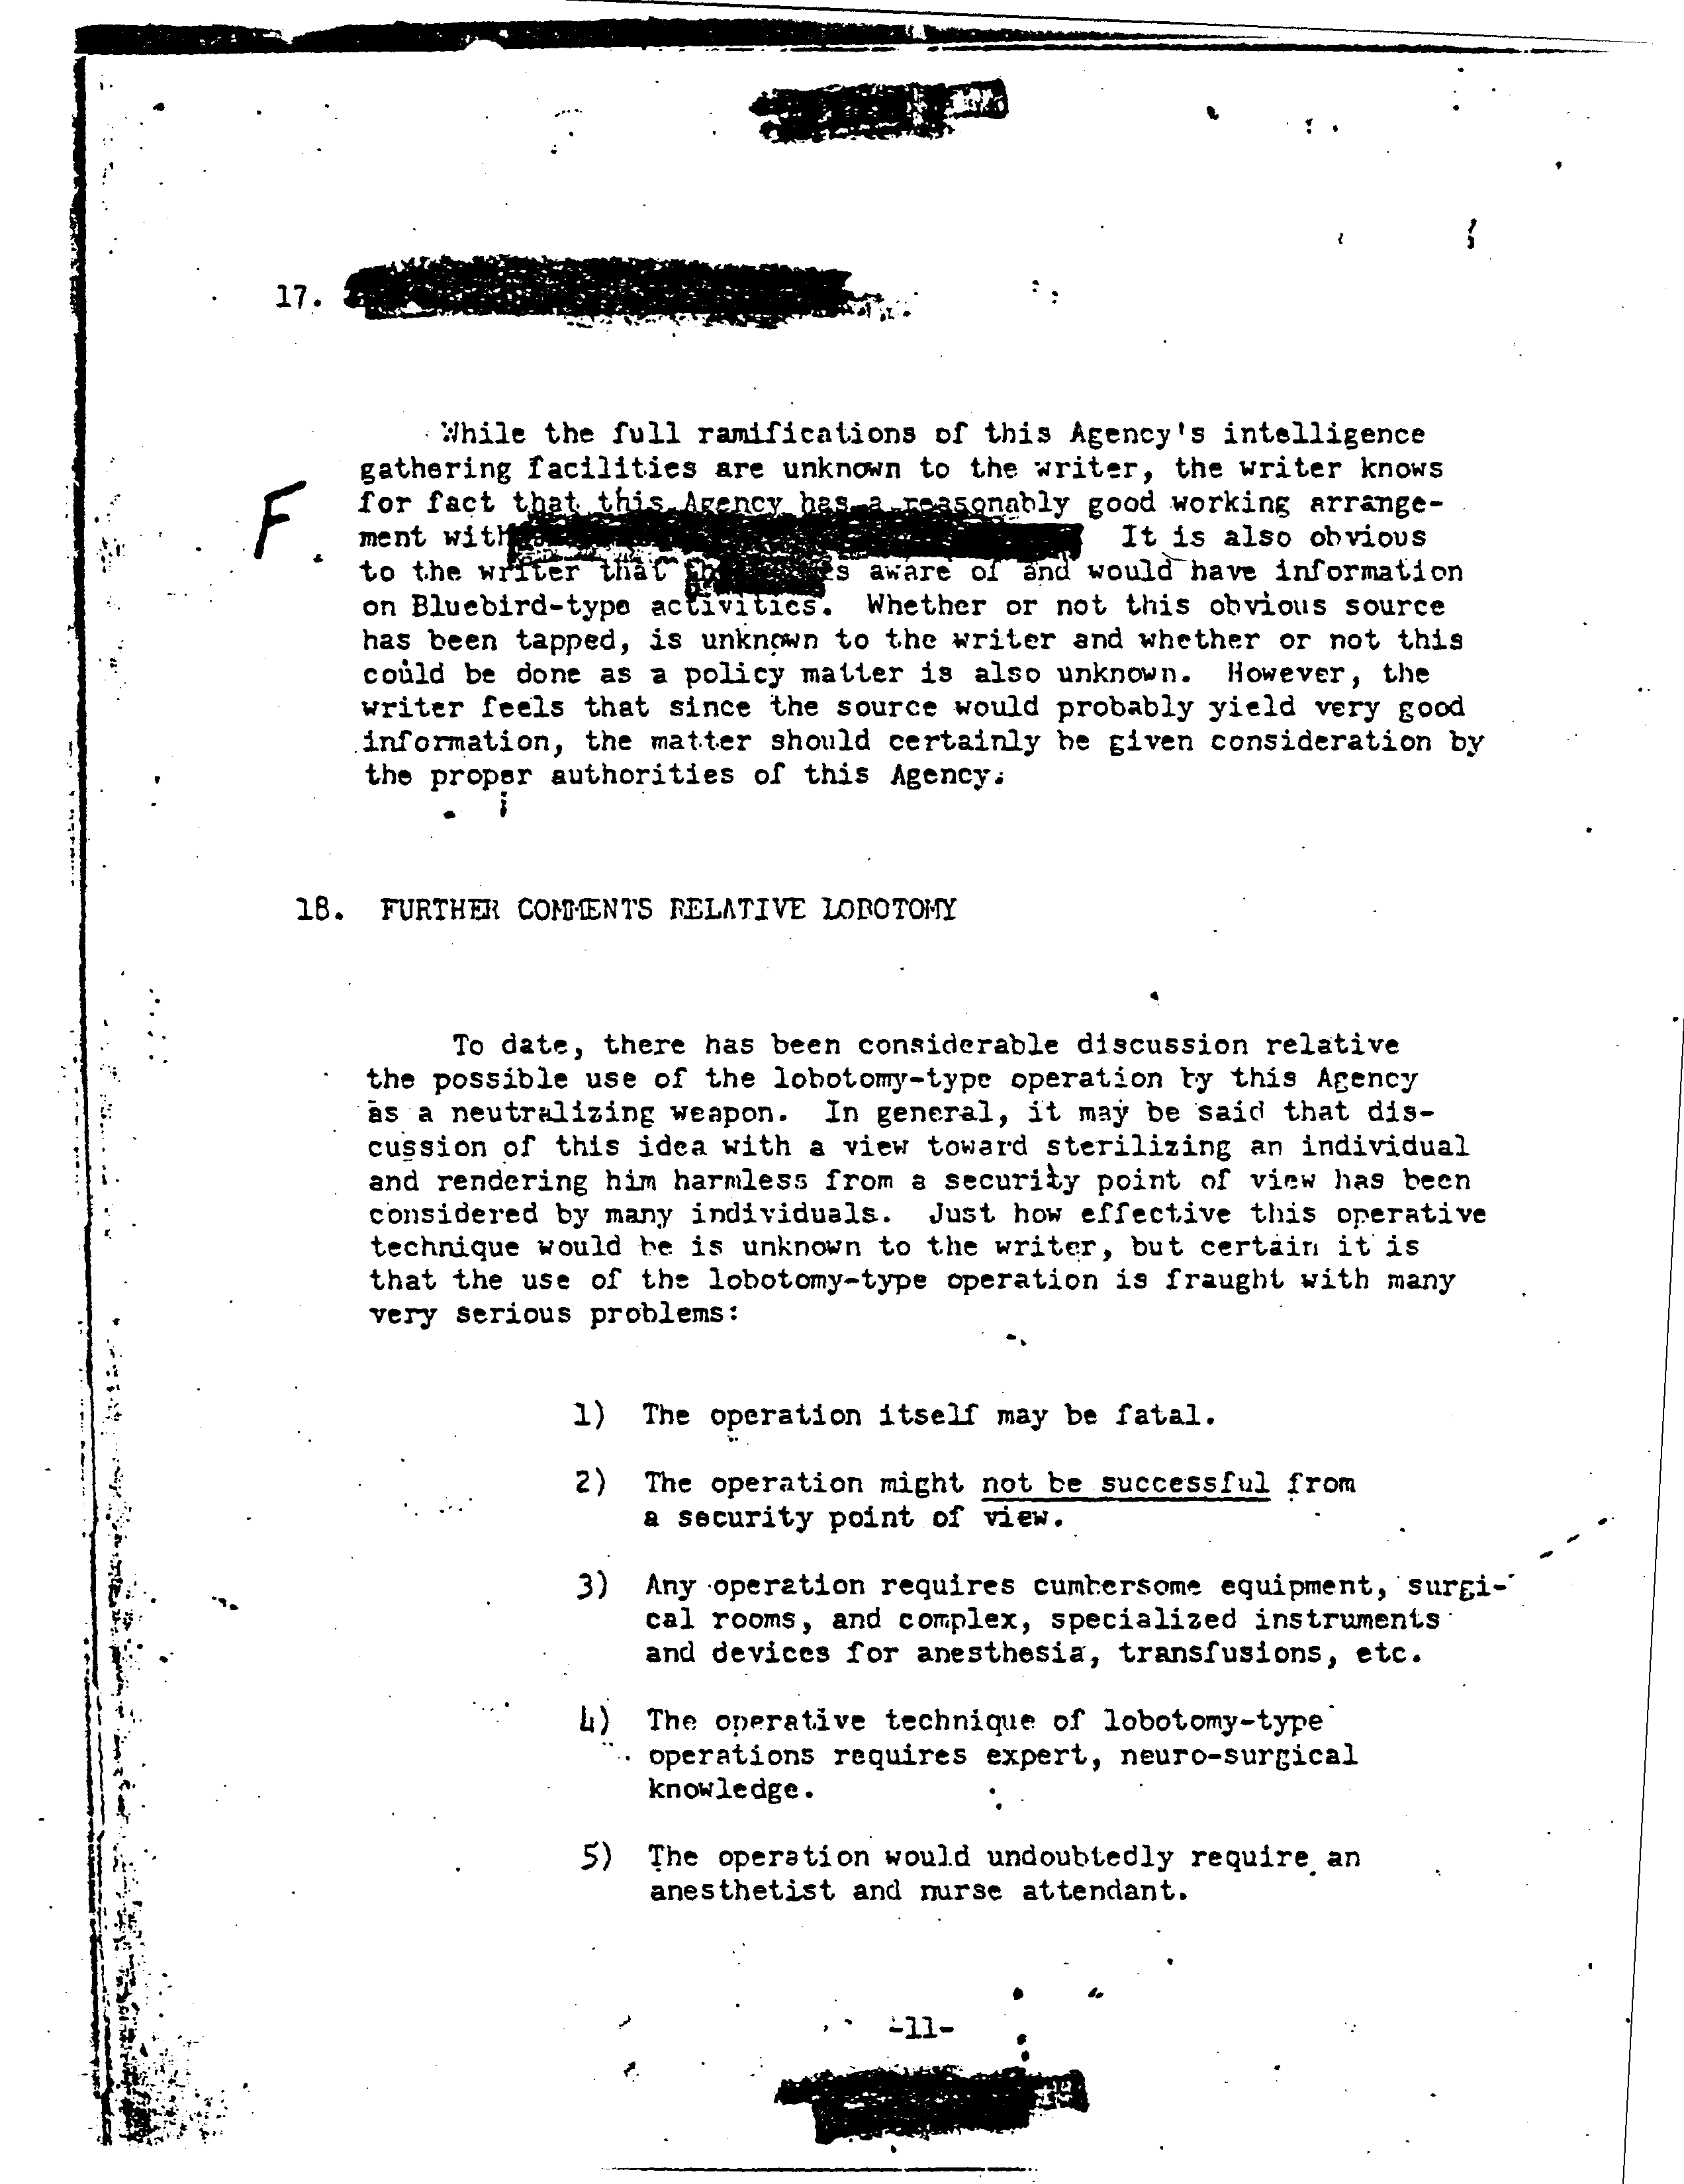 17.
While the full ramifications of this Agency's intelligence
gathering facilities are unknown to the writer, the writer knows
for fact that this Agency has a reasonably good working arrange-
ment with It is also obvious
to the writer that is aware of and would have information
on Bluebird-type activities. Whether or not this obvious source
has been tapped, is unknown to the writer and whether or not this
could be done as a policy matter is also unknown. However, the
writer feels that since the source would probably yield very good
information, the matter should certainly be given consideration by
the proper authorities of this Agency.
F
18. FURTHER COMMENTS RELATIVE LOBOTOMY
To date, there has been considerable discussion relative
the possible use of the lobotomy-type operation by this Agency
as a neutralizing weapon. In general, it may be said that dis-
cussion of this idea with a view toward sterilizing an individual
and rendering him harmless from a security point of view has been
considered by many individuals. Just how effective this operative
technique would be is unknown to the writer, but certain it is
that the use of the lobotomy-type operation is fraught with many
very serious problems:
1) The operation itself may be fatal.
2) The operation might not be successful from
a security point of view.
3) Any operation requires cumbersome equipment, surgi-
cal rooms, and complex, specialized instruments
and devices for anesthesia, transfusions, etc.
4) The operative technique of lobotomy-type
operations requires expert, neuro-surgical
knowledge.
5) The operation would undoubtedly require an
anesthetist and nurse attendant.
-11-